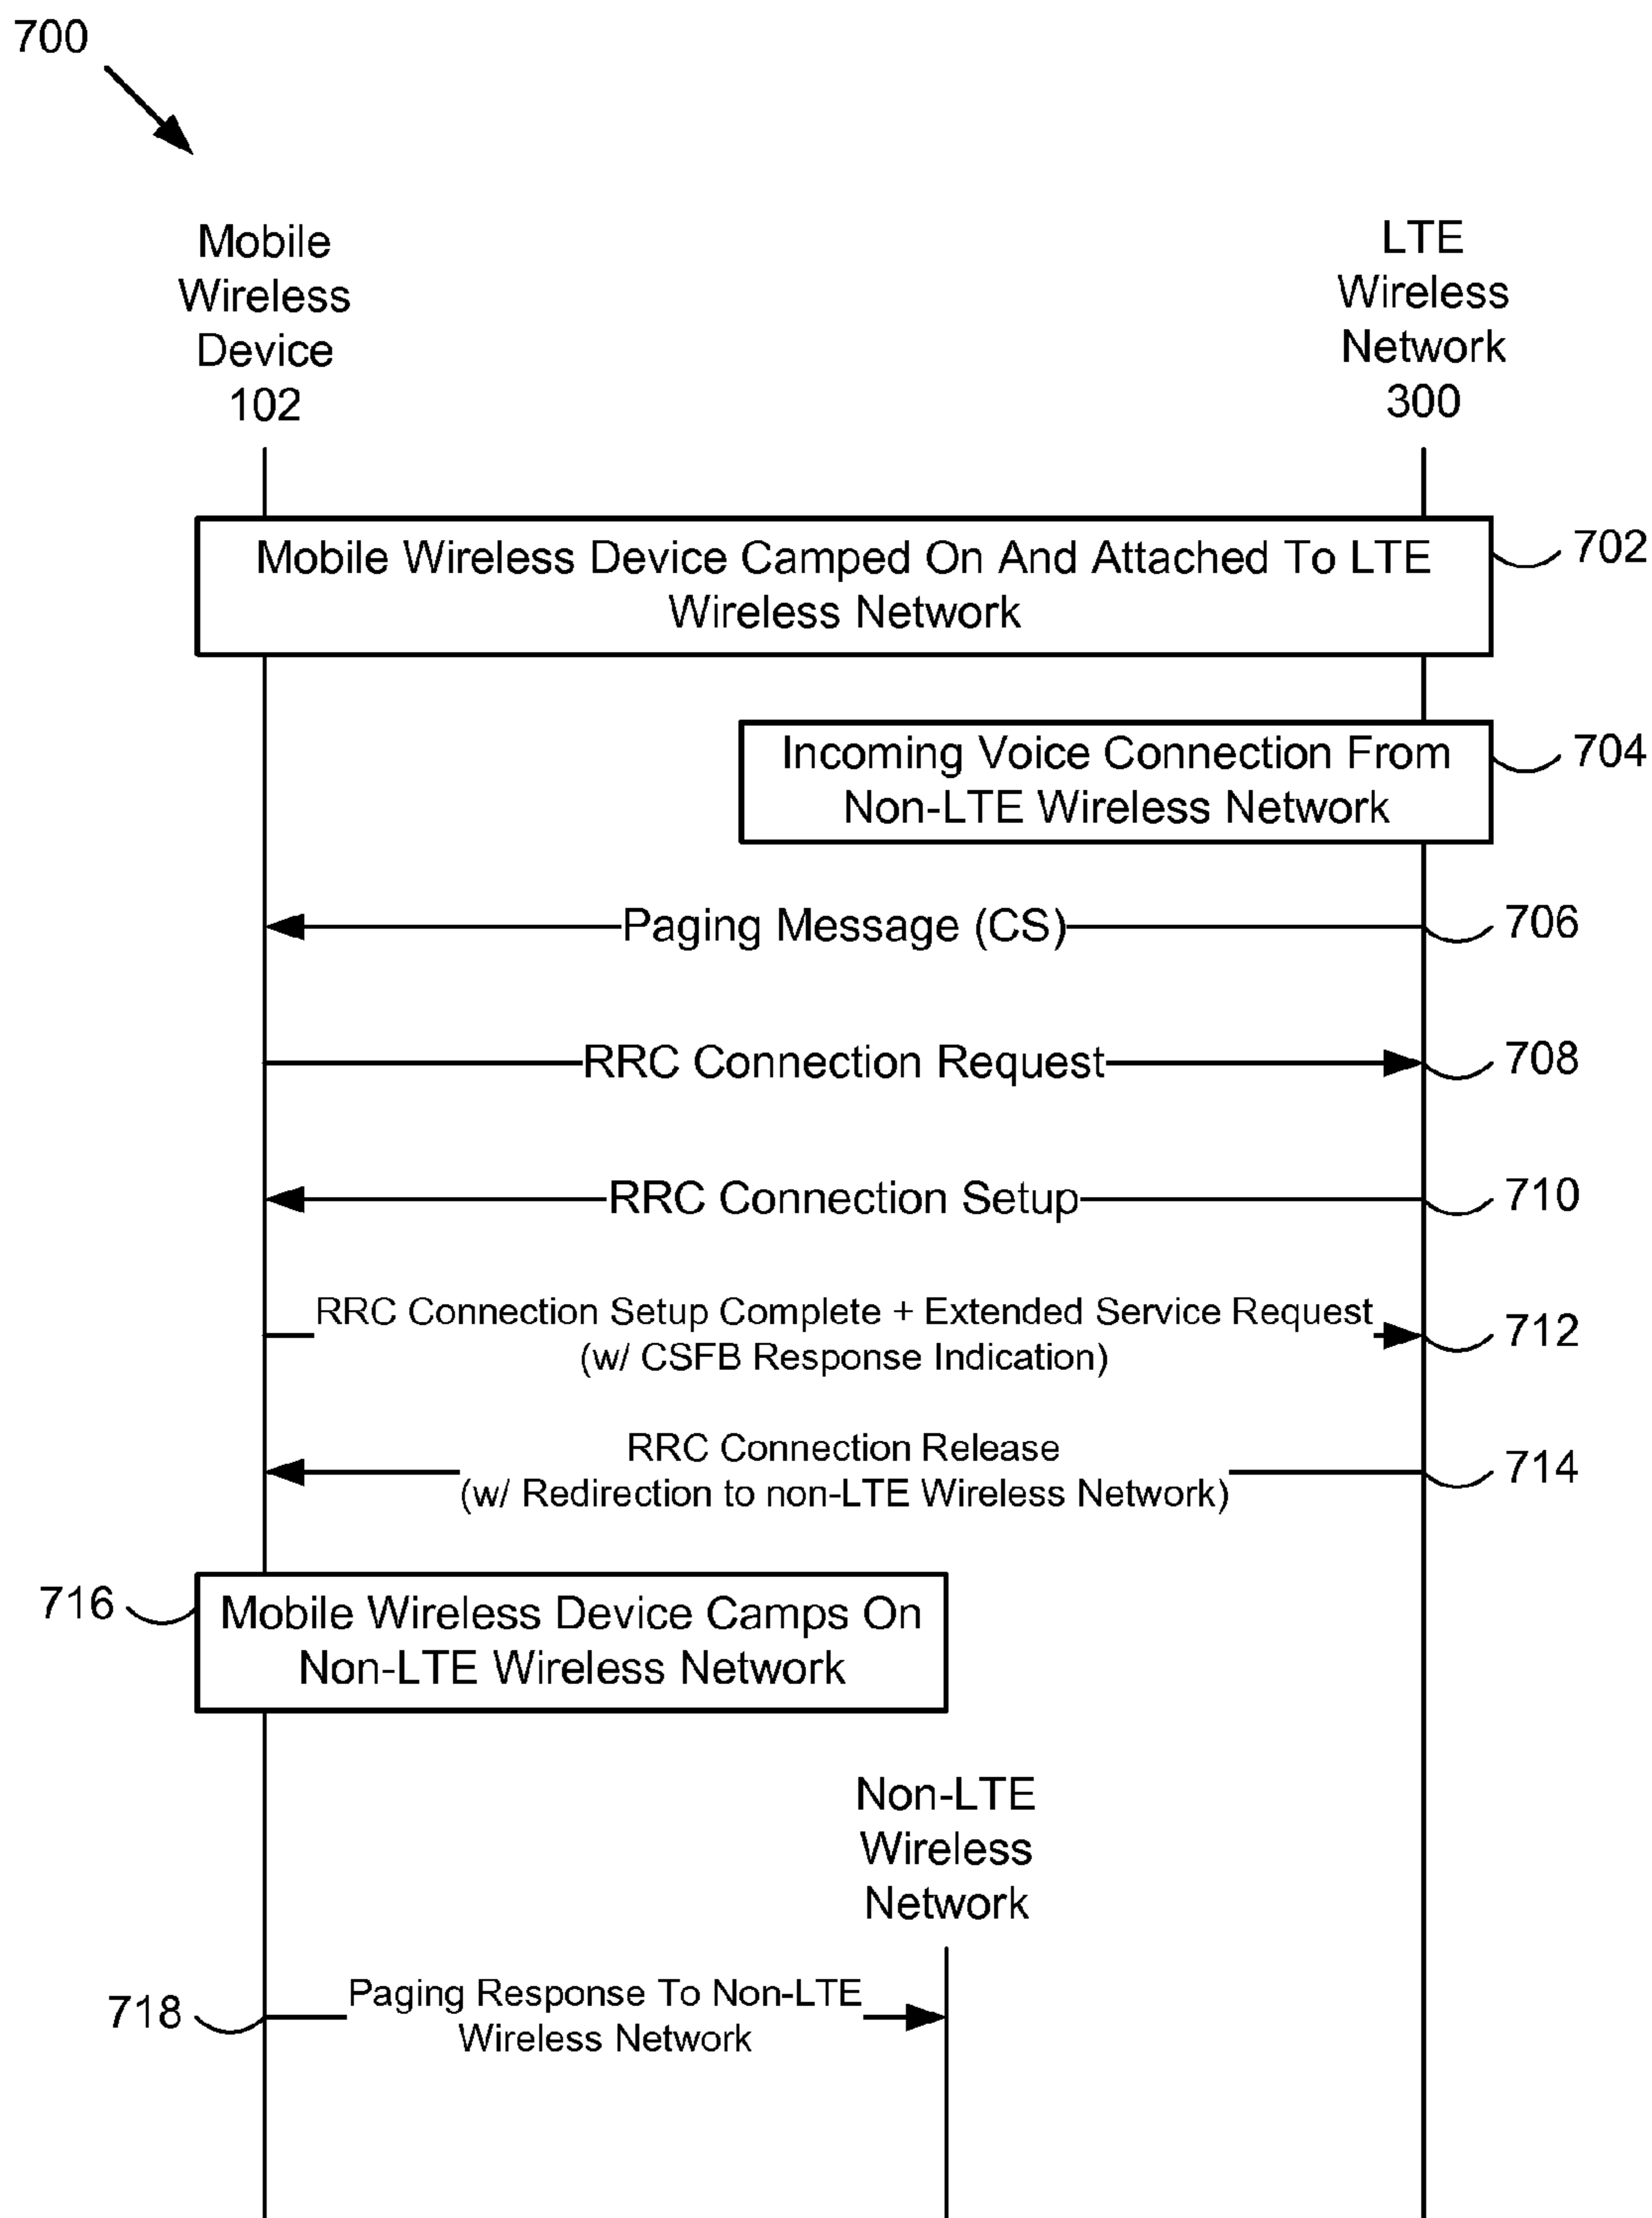 700
Mobile
Wireless
Device
102
LTE
Wireless
Network
300
Mobile Wireless Device Camped On And Attached To LTE
Wireless Network
702
Incoming Voice Connection From
Non-LTE Wireless Network
704
Paging Message (CS)
706
RRC Connection Request
708
RRC Connection Setup
710
RRC Connection Setup Complete + Extended Service Request
(w/ CSFB Response Indication)
712
RRC Connection Release
(w/ Redirection to non-LTE Wireless Network)
714
716
Mobile Wireless Device Camps On
Non-LTE Wireless Network
Non-LTE
Wireless
Network
718
Paging Response To Non-LTE
Wireless Network